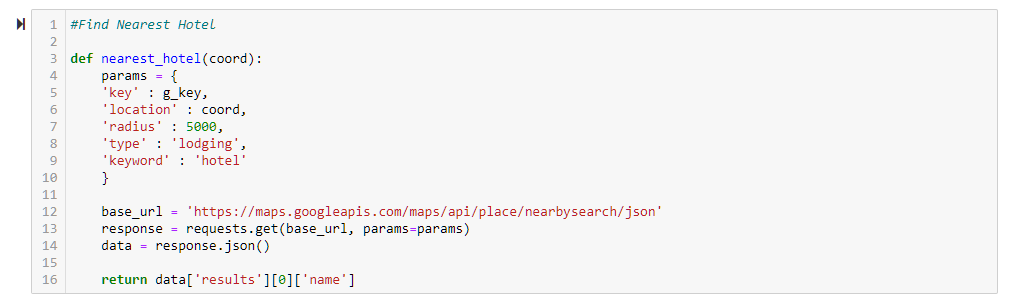 1 #Find Nearest Hotel
2
3 def nearest_hotel(coord):
4     params = {
5     'key' : g_key,
6     'location' : coord,
7     'radius' : 5000,
8     'type' : 'lodging',
9     'keyword' : 'hotel'
10     }
11
12     base_url = 'https://maps.googleapis.com/maps/api/place/nearbysearch/json'
13     response = requests.get(base_url, params=params)
14     data = response.json()
15
16     return data['results'][0]['name']